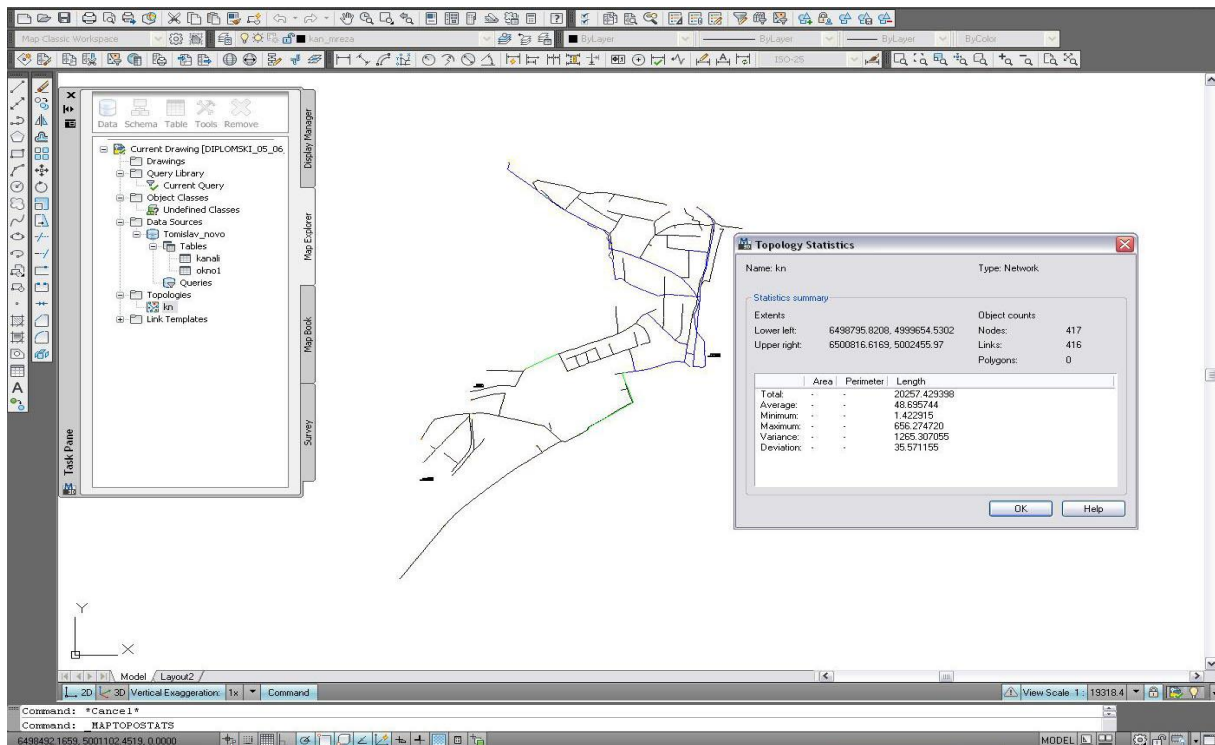 Map Classic Workspace
kan_mreza
ByLayer
ByLayer
ByLayer
ByColor
ISO-25
Data Schema Table Tools Remove
Current Drawing [DIPLOMSKI_05_06
Drawings
Query Library
Current Query
Object Classes
Undefined Classes
Data Sources
Tomislav_novo
Tables
kanali
okno1
Queries
Topologies
kn
Link Templates
Display Manager
Map Explorer
Map Book
Survey
Task Pane
Topology Statistics
Name: kn Type: Network
Statistics summary
Extents Object counts
Lower left: 6498795.8208, 4999654.5302 Nodes: 417
Upper right: 6500816.6169, 5002455.97 Links: 416
Polygons: 0
Area Perimeter Length
Total: - - 20257.429398
Average: - - 48.695744
Minimum: - - 1.422915
Maximum: - - 656.274720
Variance: - - 1265.307055
Deviation: - - 35.571155
OK Help
Y
X
Model Layout2
2D 3D Vertical Exaggeration: 1x Command
View Scale 1 : 19318.4
Command: *Cancel*
Command: _MAPTOPOSTATS
6498492.1659, 5001102.4519, 0.0000
MODEL